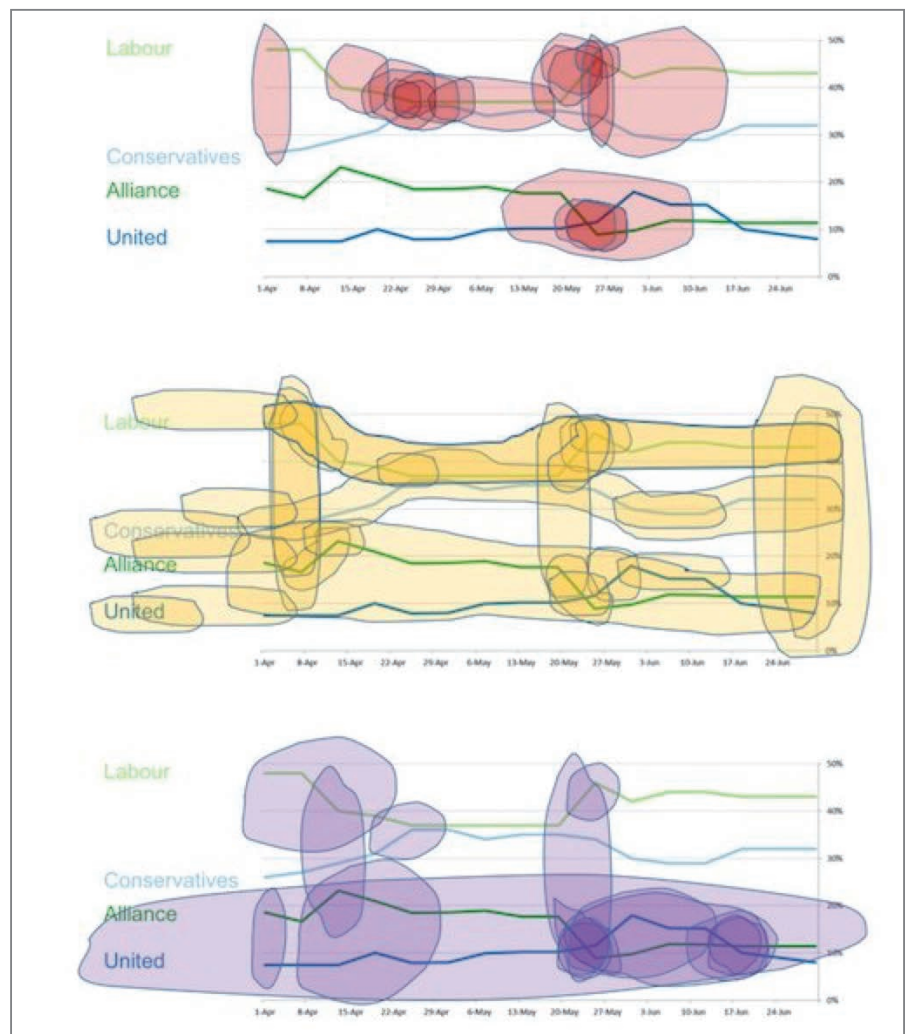 Labour
50%
40%
30%
Conservatives
Alliance
20%
United
10%
0%
1-Apr 8-Apr 15-Apr 22-Apr 29-Apr 6-May 13-May 20-May 27-May 3-Jun 10-Jun 17-Jun 24-Jun
Labour
50%
30%
Conservatives
Alliance
20%
United
10%
0%
1-Apr 8-Apr 15-Apr 22-Apr 29-Apr 6-May 13-May 20-May 27-May 3-Jun 10-Jun 17-Jun 24-Jun
Labour
50%
40%
30%
Conservatives
Alliance
20%
United
10%
0%
1-Apr 8-Apr 15-Apr 22-Apr 29-Apr 6-May 13-May 20-May 27-May 3-Jun 10-Jun 17-Jun 24-Jun